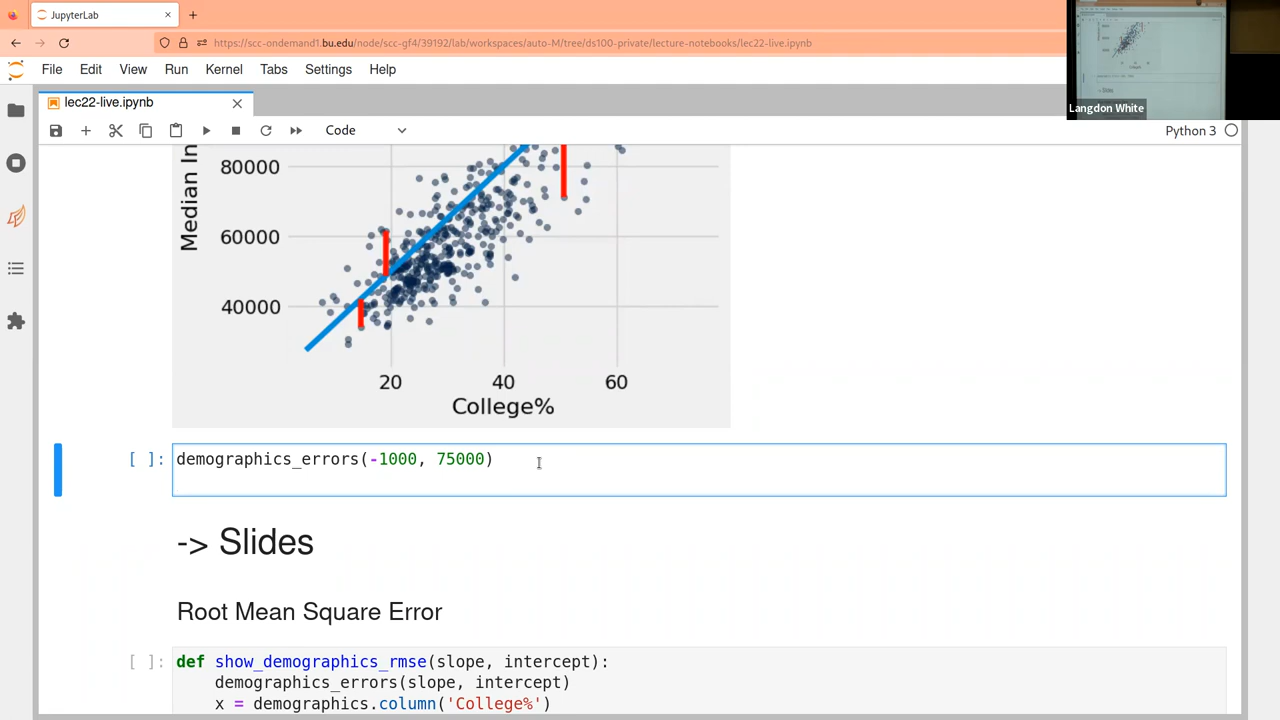 JupyterLab
https://scc-ondemand1.bu.edu/node/scc-gf4/39192/lab/workspaces/auto-M/tree/ds100-private/lecture-notebooks/lec22-live.ipynb
File Edit View Run Kernel Tabs Settings Help
Langdon White
lec22-live.ipynb
Code
Python 3
Median In
80000
60000
40000
20 40 60
College%
[ ]: demographics_errors(-1000, 75000)
-> Slides
Root Mean Square Error
[ ]: def show_demographics_rmse(slope, intercept):
demographics_errors(slope, intercept)
x = demographics.column('College%')